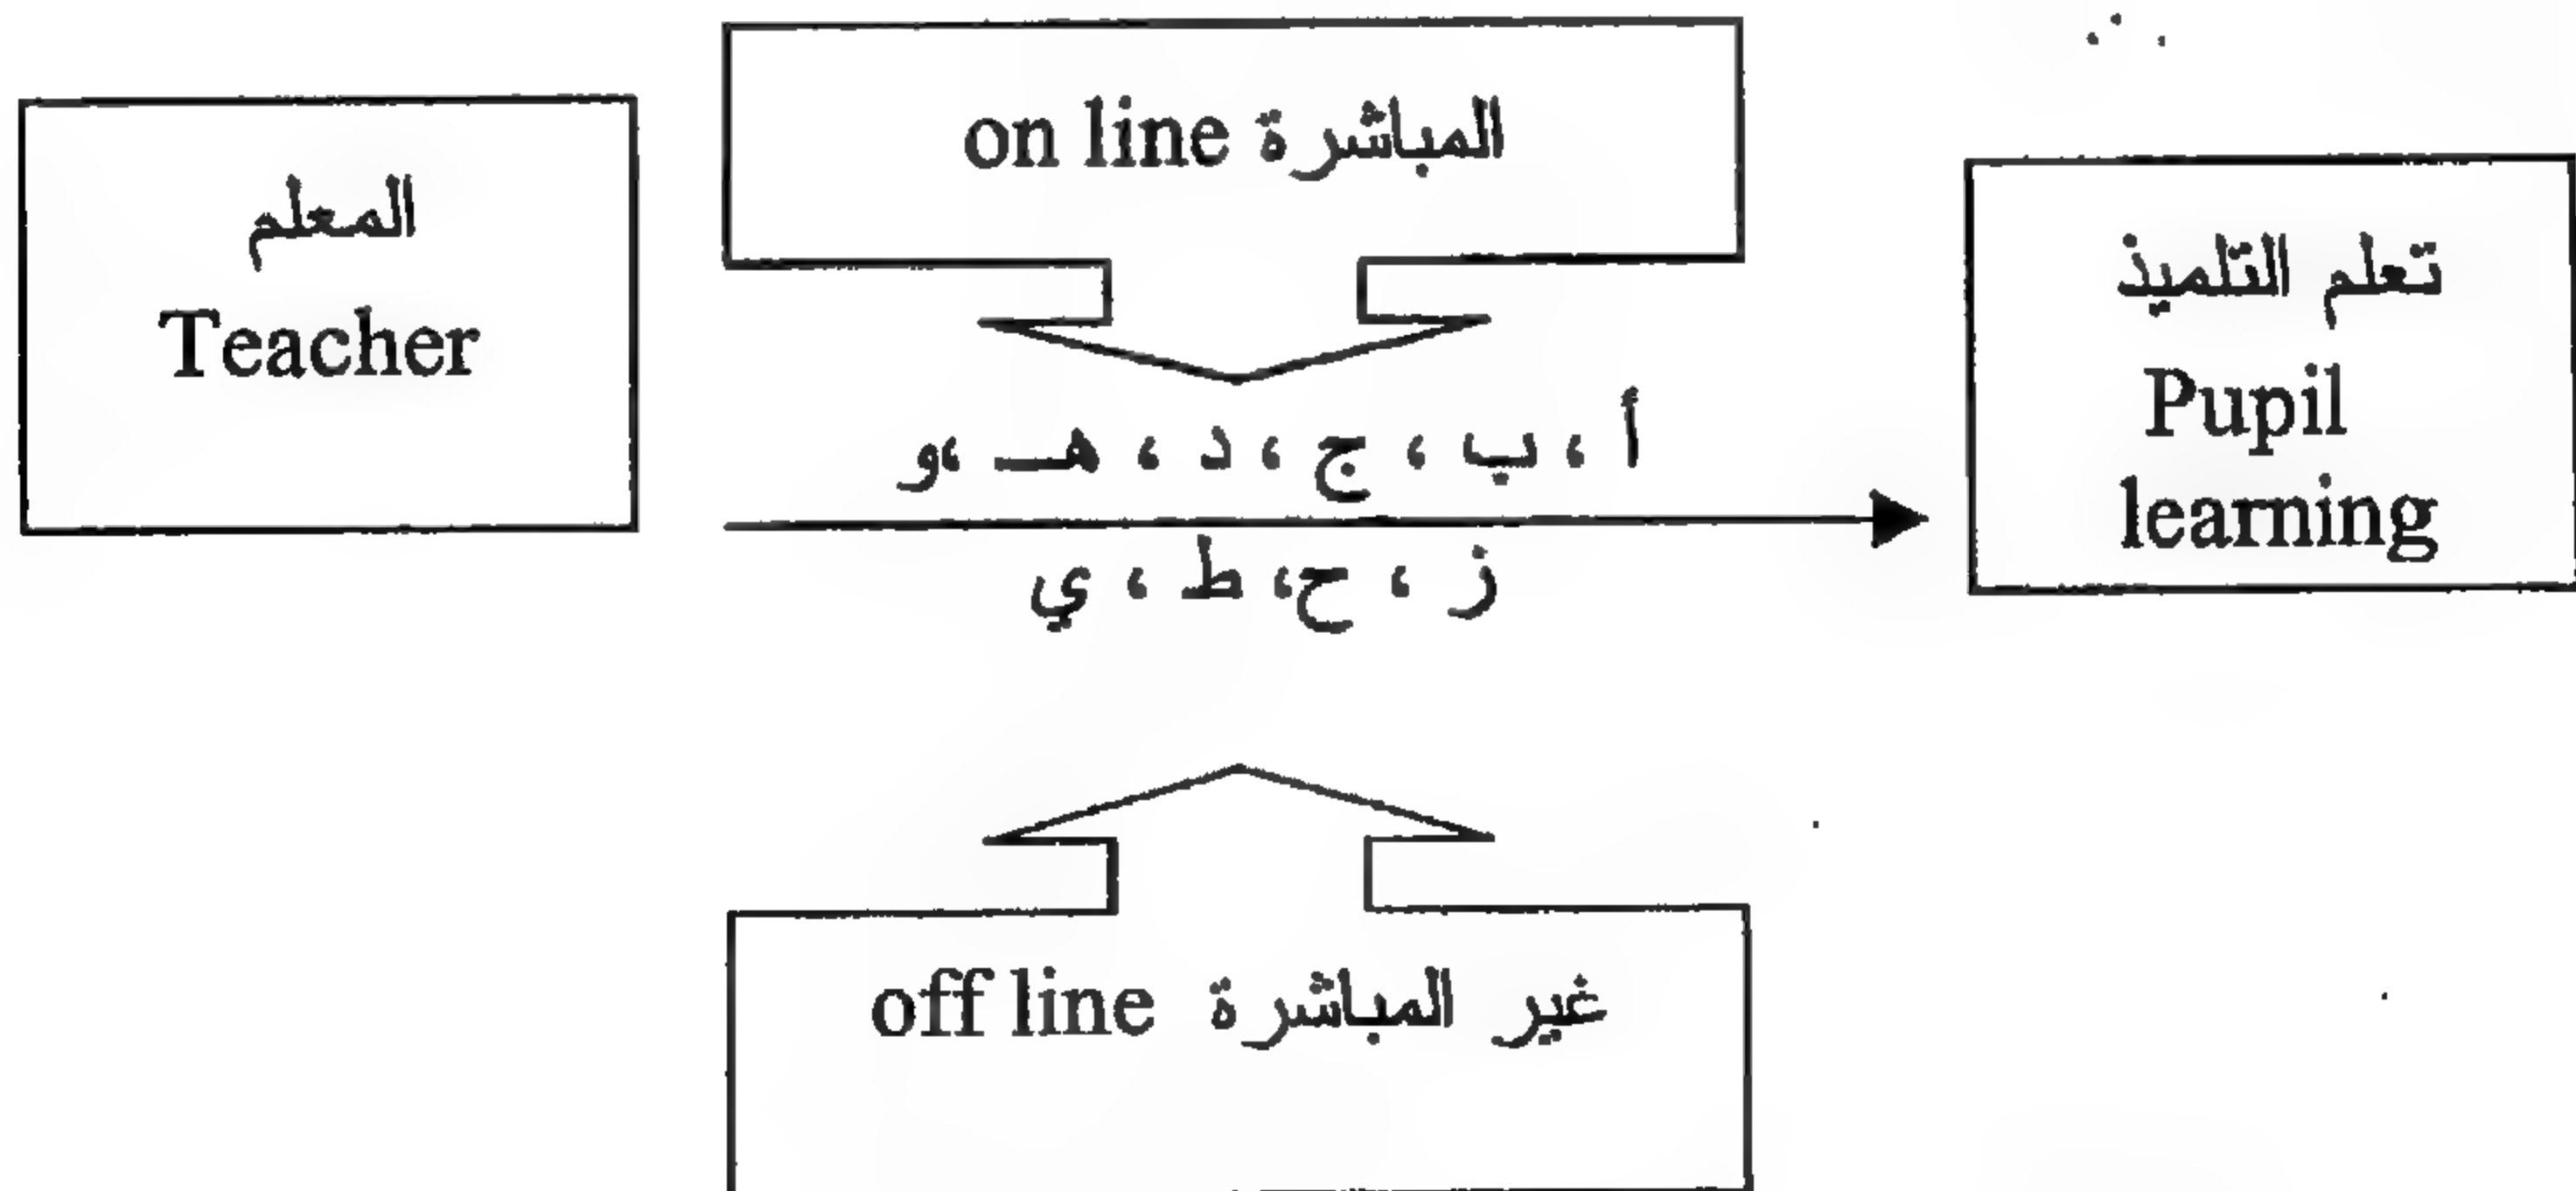 المباشرة on line
المعلم
Teacher
تعلم التلميذ
Pupil
learning
أ ، ب ، ج ، د ، هـ ،و
ز ، ح، ط ، ي
غير المباشرة off line